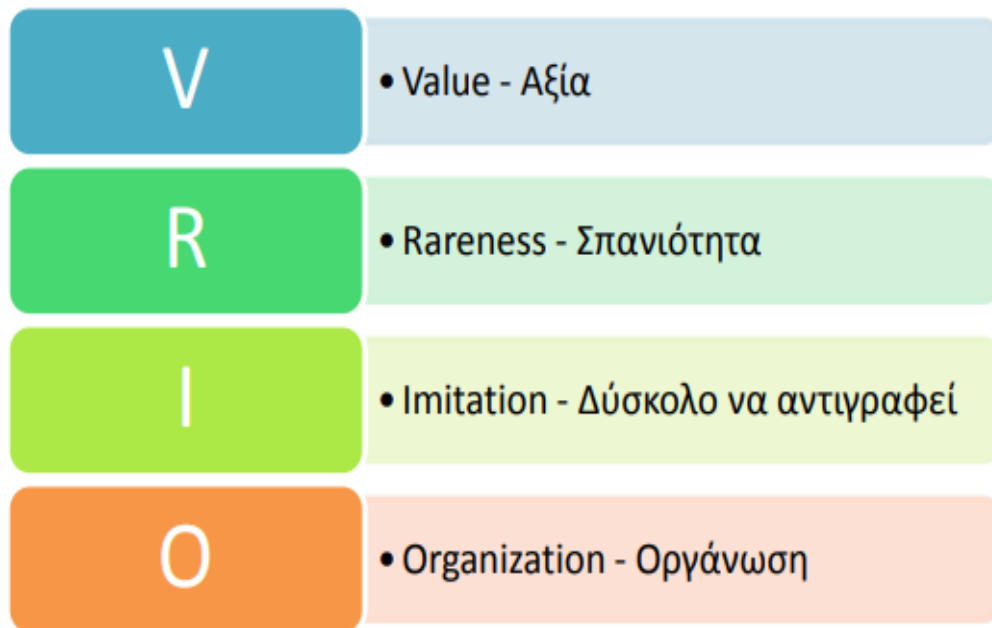 V
• Value - Αξία
R
• Rareness - Σπανιότητα
I
• Imitation - Δύσκολο να αντιγραφεί
O
• Organization - Οργάνωση